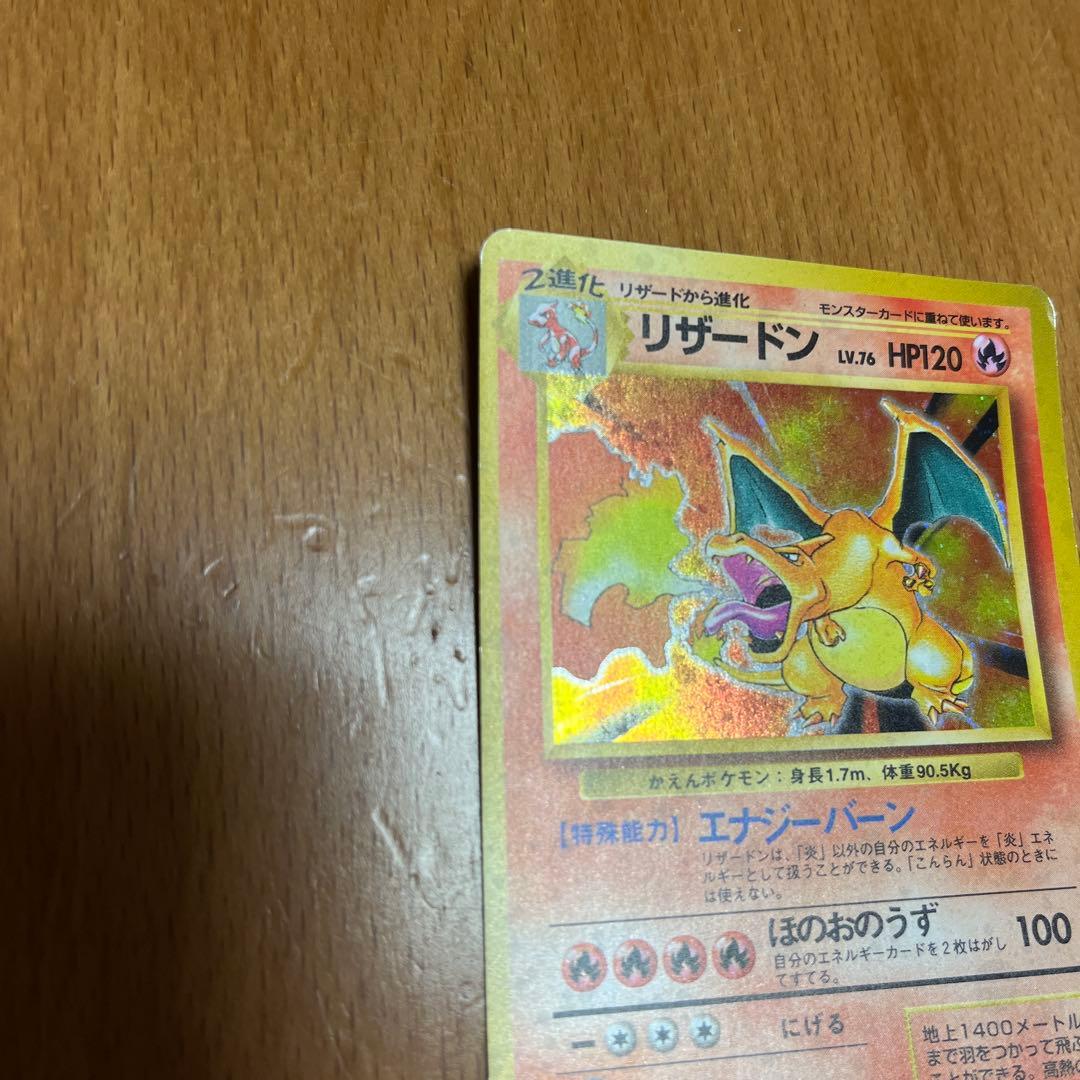 2進化 リザードから進化 モンスターカードに重ねて使います。
リザードン LV.76 HP120
かえんポケモン：身長1.7m、体重90.5Kg
【特殊能力】エナジーバーン
リザードンは、「炎」以外の自分のエネルギーを「炎」エネ
ルギーとして扱うことができる。「こんらん」状態のときに
は使えない。
ほのおのうず 100
自分のエネルギーカードを２枚はがし
てすてる。
にげる
地上1400メートル
まで羽をつかって飛ぶ
ことができる。高熱の